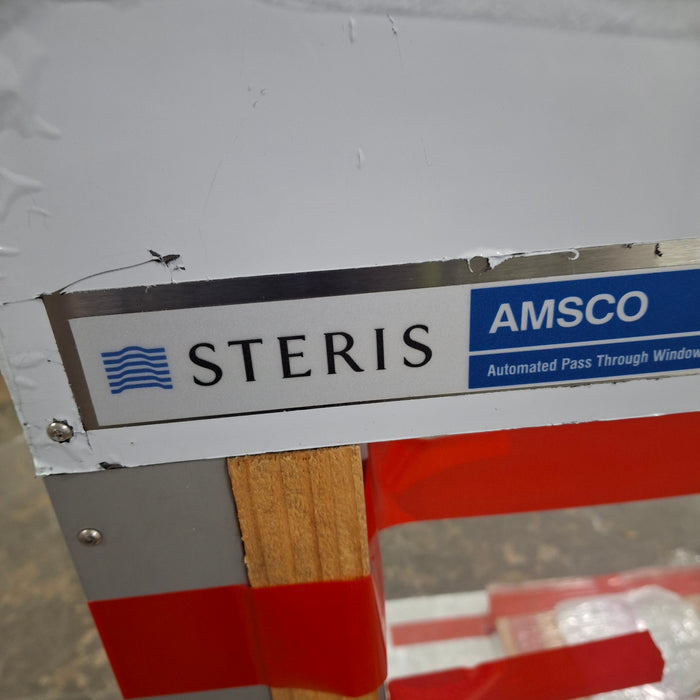 STERIS
AMSCO
Automated Pass Through Window